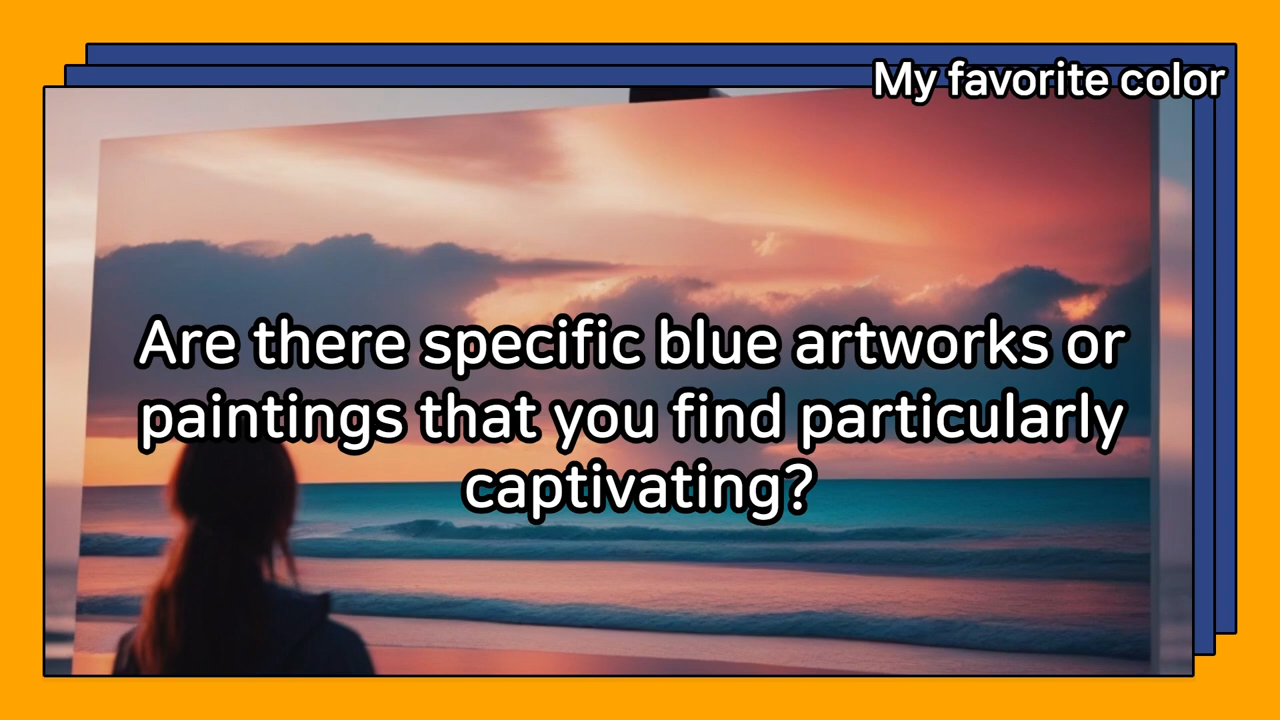 My favorite color
Are there specific blue artworks or
paintings that you find particularly
captivating?